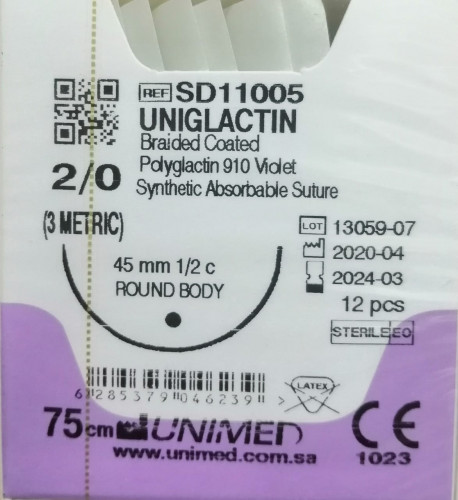 REF SD11005
UNIGLACTIN
Braided Coated
Polyglactin 910 Violet
Synthetic Absorbable Suture
2/0
(3 METRIC)
45 mm 1/2 c
ROUND BODY
LOT 13059-07
2020-04
2024-03
12 pcs
STERILE EO
LATEX
6 285379 046239 >
75cm UNIMED
www.unimed.com.sa
CE
1023